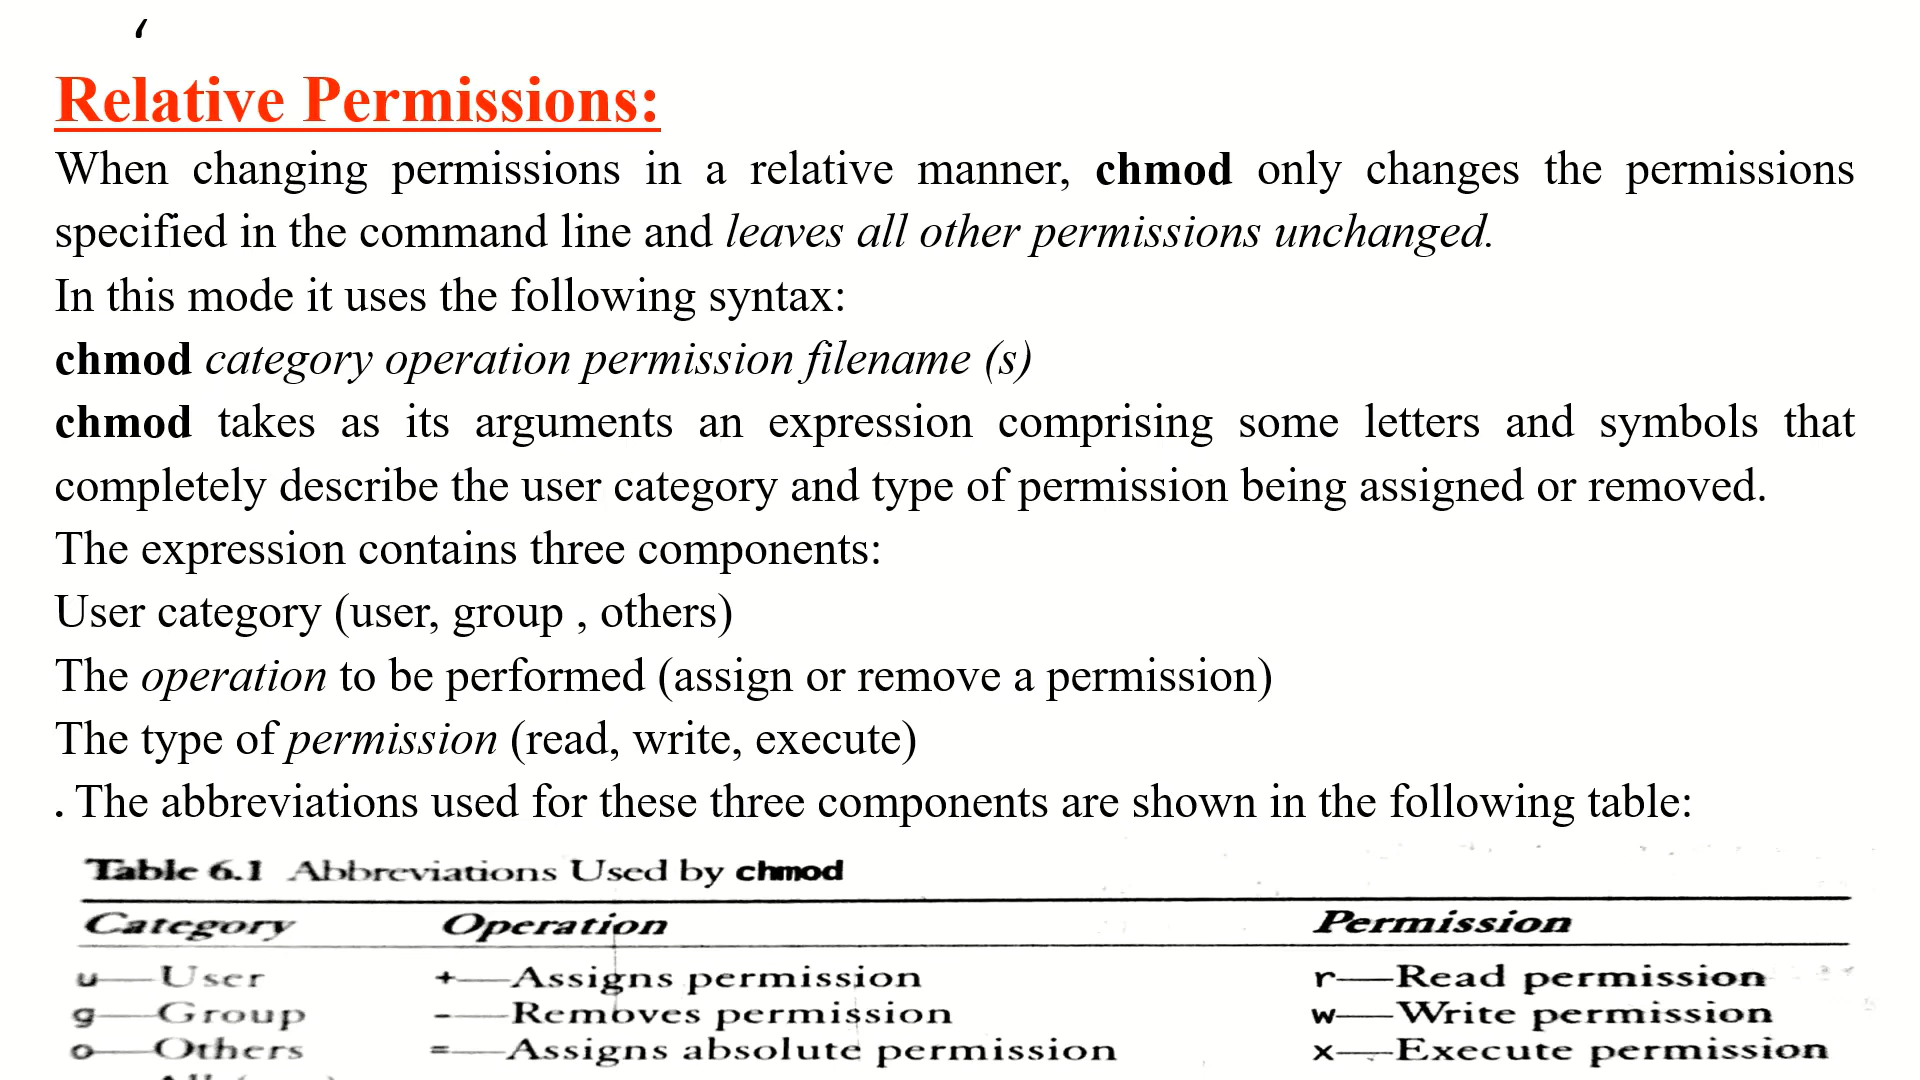 Relative Permissions:
When changing permissions in a relative manner, chmod only changes the permissions
specified in the command line and leaves all other permissions unchanged.
In this mode it uses the following syntax:
chmod category operation permission filename (s)
chmod takes as its arguments an expression comprising some letters and symbols that
completely describe the user category and type of permission being assigned or removed.
The expression contains three components:
User category (user, group , others)
The operation to be performed (assign or remove a permission)
The type of permission (read, write, execute)
. The abbreviations used for these three components are shown in the following table:
Table 6.1 Abbreviations Used by chmod
Category Operation Permission
u—User +—Assigns permission r—Read permission
g—Group -—Removes permission w—Write permission
o—Others =—Assigns absolute permission x—Execute permission